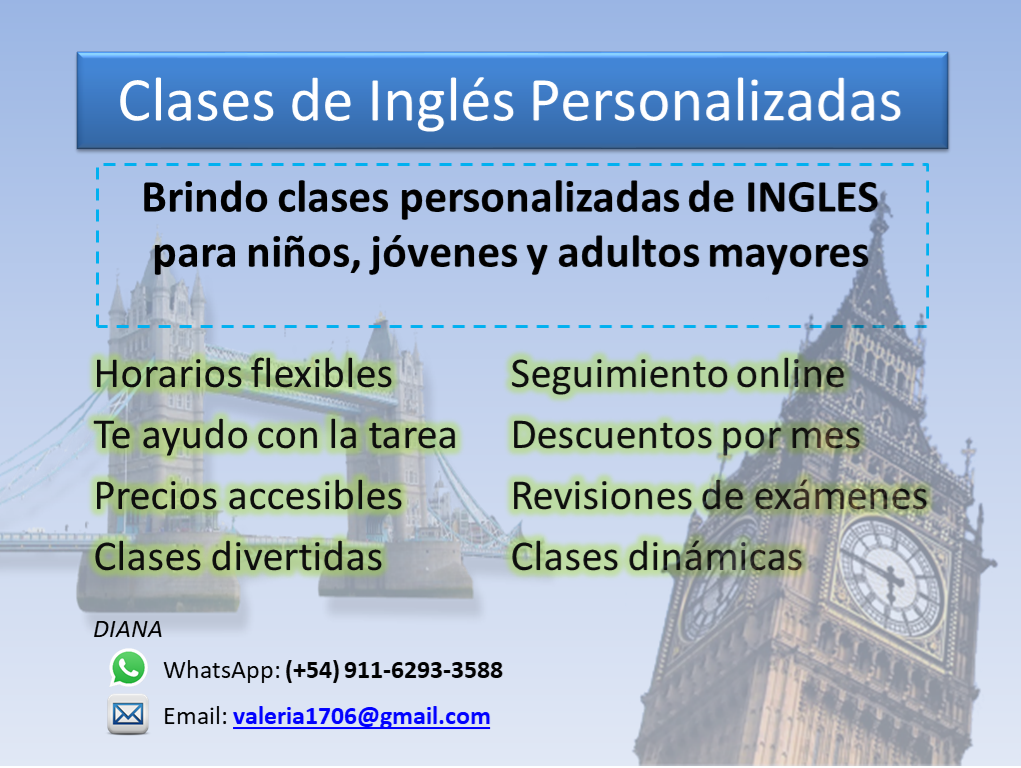 Clases de Inglés Personalizadas
Brindo clases personalizadas de INGLES
para niños, jóvenes y adultos mayores
Horarios flexibles
Te ayudo con la tarea
Precios accesibles
Clases divertidas
Seguimiento online
Descuentos por mes
Revisiones de exámenes
Clases dinámicas
DIANA
WhatsApp: (+54) 911-6293-3588
Email: valeria1706@gmail.com